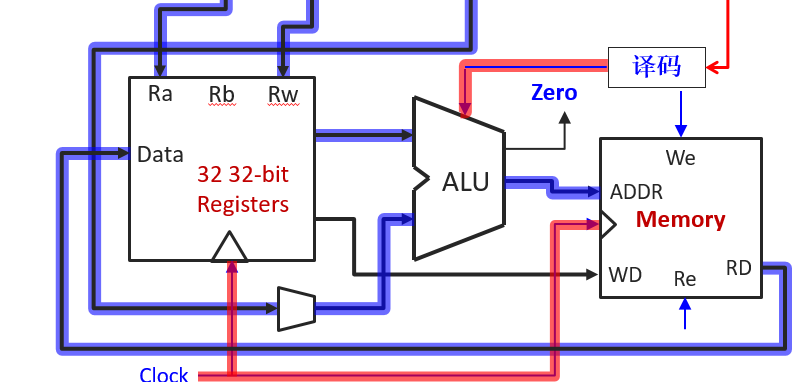 译码
Zero
Ra Rb Rw
We
Data
ALU
ADDR
32 32-bit
Registers
Memory
WD
Re
RD
Clock